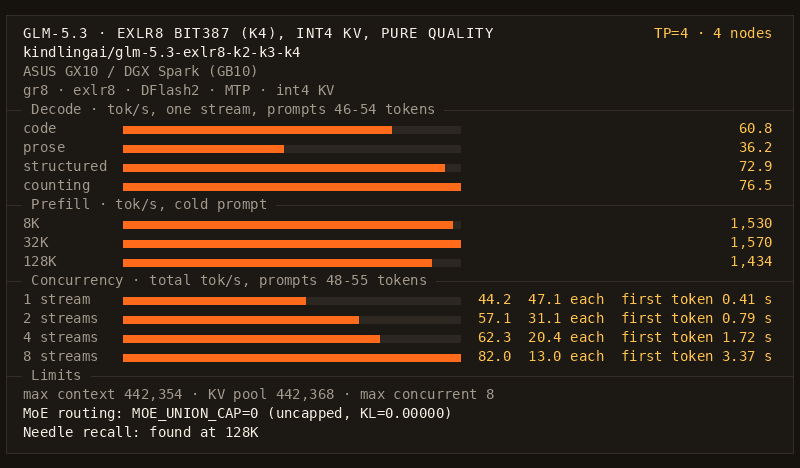 GLM-5.3 · EXLR8 BIT387 (K4), INT4 KV, PURE QUALITY TP=4 · 4 nodes
kindlingai/glm-5.3-exlr8-k2-k3-k4
ASUS GX10 / DGX Spark (GB10)
gr8 · exlr8 · DFlash2 · MTP · int4 KV
Decode · tok/s, one stream, prompts 46-54 tokens
code 60.8
prose 36.2
structured 72.9
counting 76.5
Prefill · tok/s, cold prompt
8K 1,530
32K 1,570
128K 1,434
Concurrency · total tok/s, prompts 48-55 tokens
1 stream 44.2 47.1 each first token 0.41 s
2 streams 57.1 31.1 each first token 0.79 s
4 streams 62.3 20.4 each first token 1.72 s
8 streams 82.0 13.0 each first token 3.37 s
Limits
max context 442,354 · KV pool 442,368 · max concurrent 8
MoE routing: MOE_UNION_CAP=0 (uncapped, KL=0.00000)
Needle recall: found at 128K